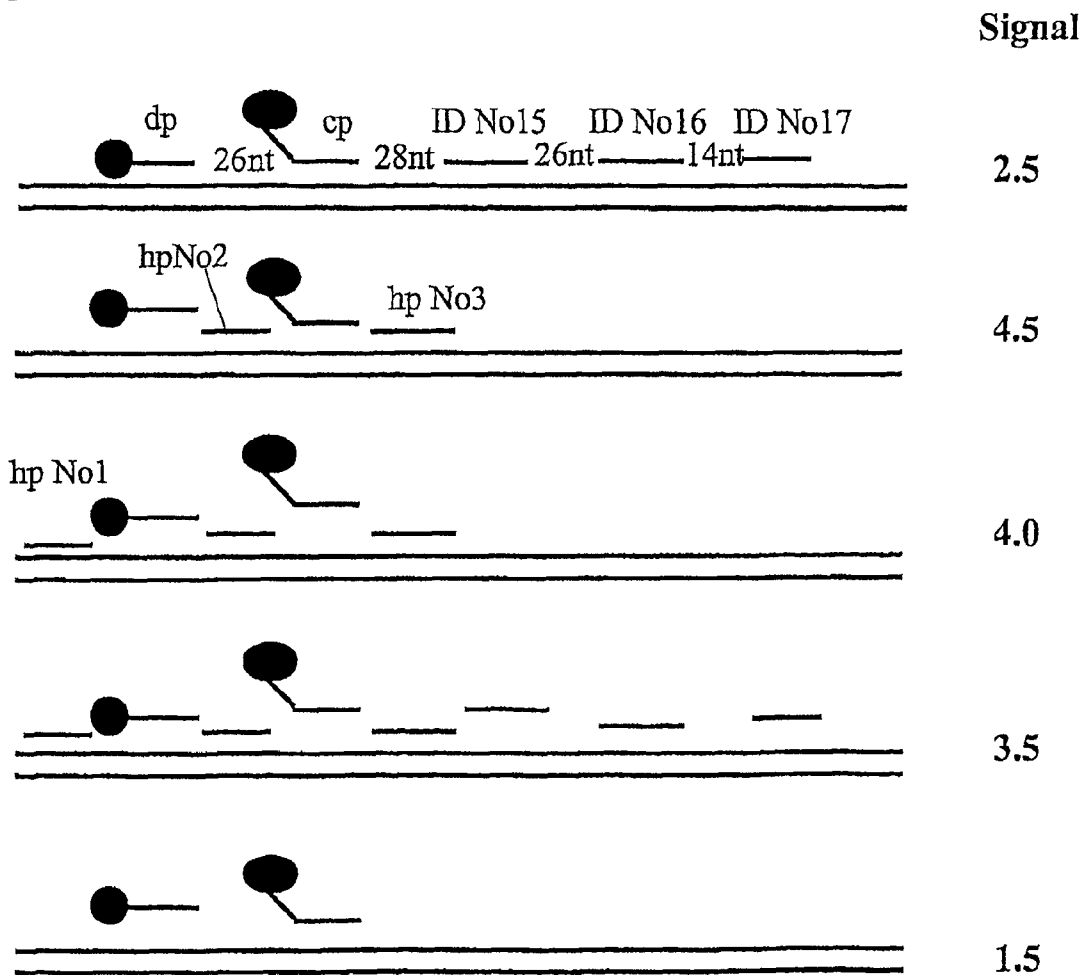 Signal
dp cp ID No15 ID No16 ID No17
26nt 28nt 26nt 14nt
2.5
hpNo2
hp No3
4.5
hp No1
4.0
3.5
1.5